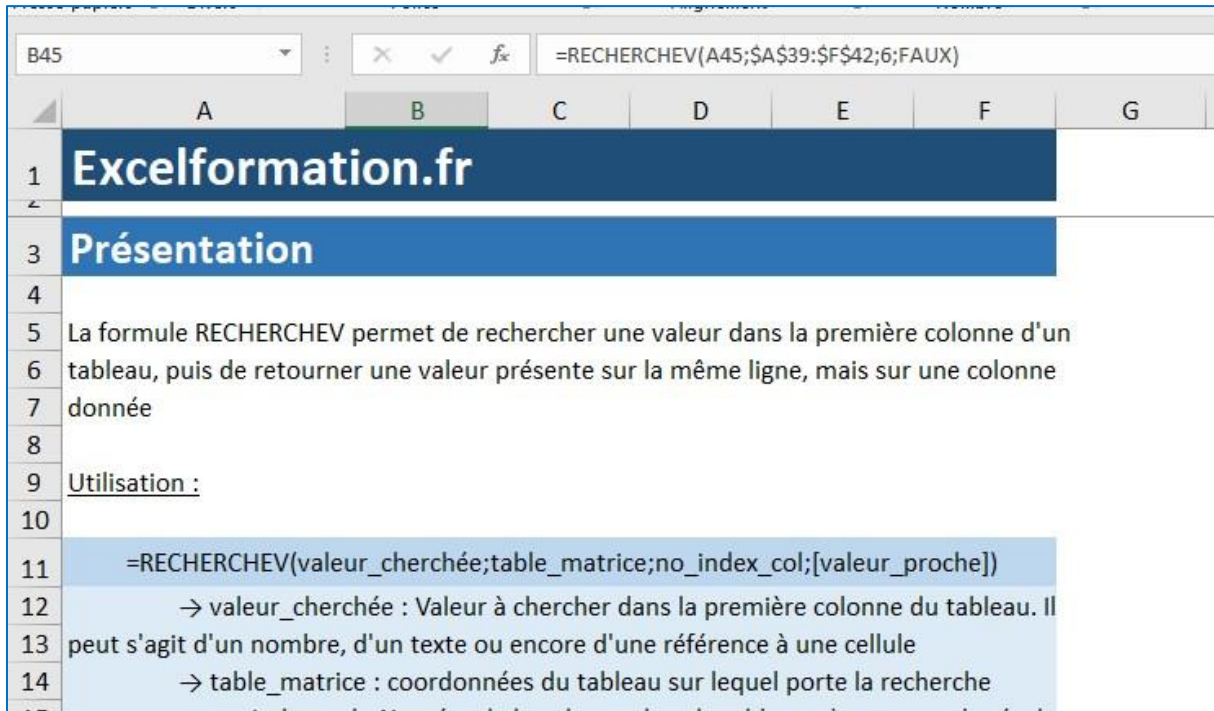 B45 fx =RECHERCHEV(A45;$A$39:$F$42;6;FAUX)
A B C D E F G
1 Excelformation.fr
2
3 Présentation
4
5 La formule RECHERCHEV permet de rechercher une valeur dans la première colonne d'un
6 tableau, puis de retourner une valeur présente sur la même ligne, mais sur une colonne
7 donnée
8
9 Utilisation :
10
11 =RECHERCHEV(valeur_cherchée;table_matrice;no_index_col;[valeur_proche])
12 → valeur_cherchée : Valeur à chercher dans la première colonne du tableau. Il
13 peut s'agit d'un nombre, d'un texte ou encore d'une référence à une cellule
14 → table_matrice : coordonnées du tableau sur lequel porte la recherche